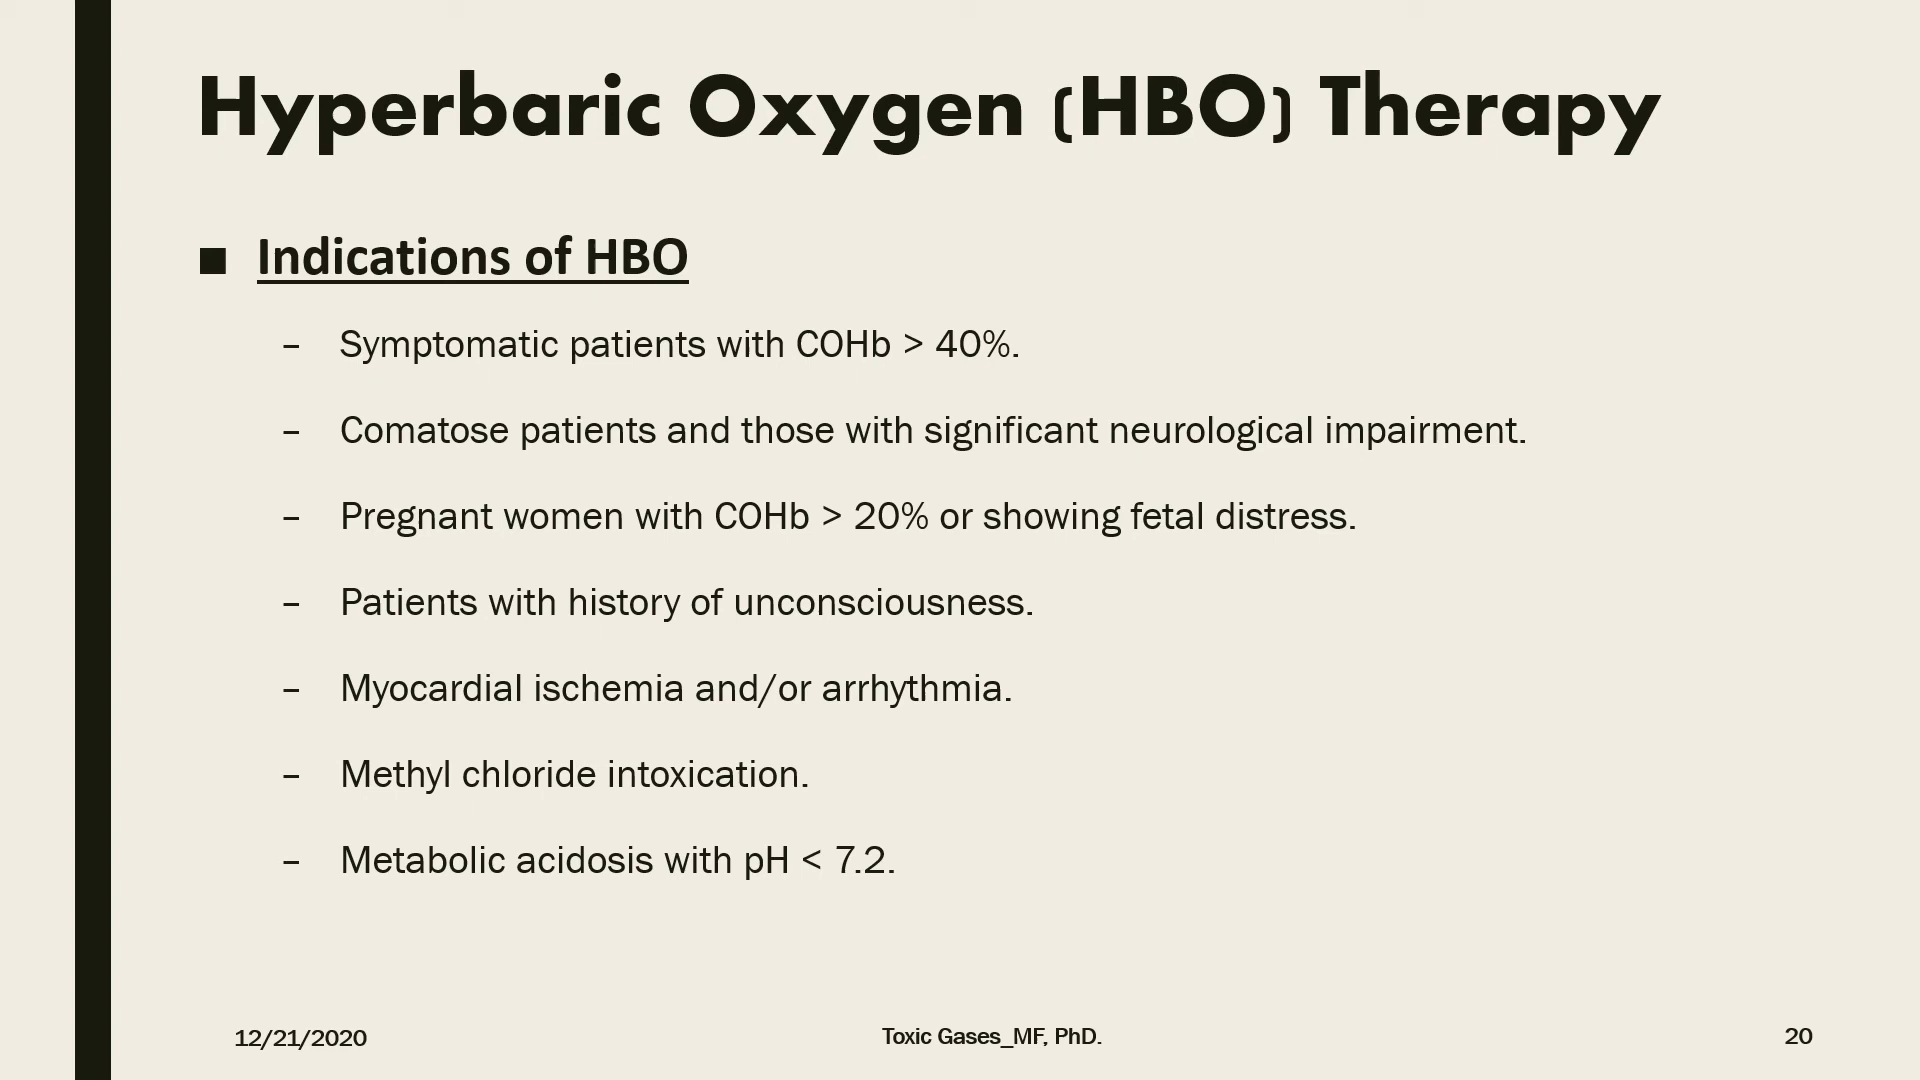 Hyperbaric Oxygen (HBO) Therapy
■ Indications of HBO
– Symptomatic patients with COHb > 40%.
– Comatose patients and those with significant neurological impairment.
– Pregnant women with COHb > 20% or showing fetal distress.
– Patients with history of unconsciousness.
– Myocardial ischemia and/or arrhythmia.
– Methyl chloride intoxication.
– Metabolic acidosis with pH < 7.2.
12/21/2020
Toxic Gases_MF, PhD.
20